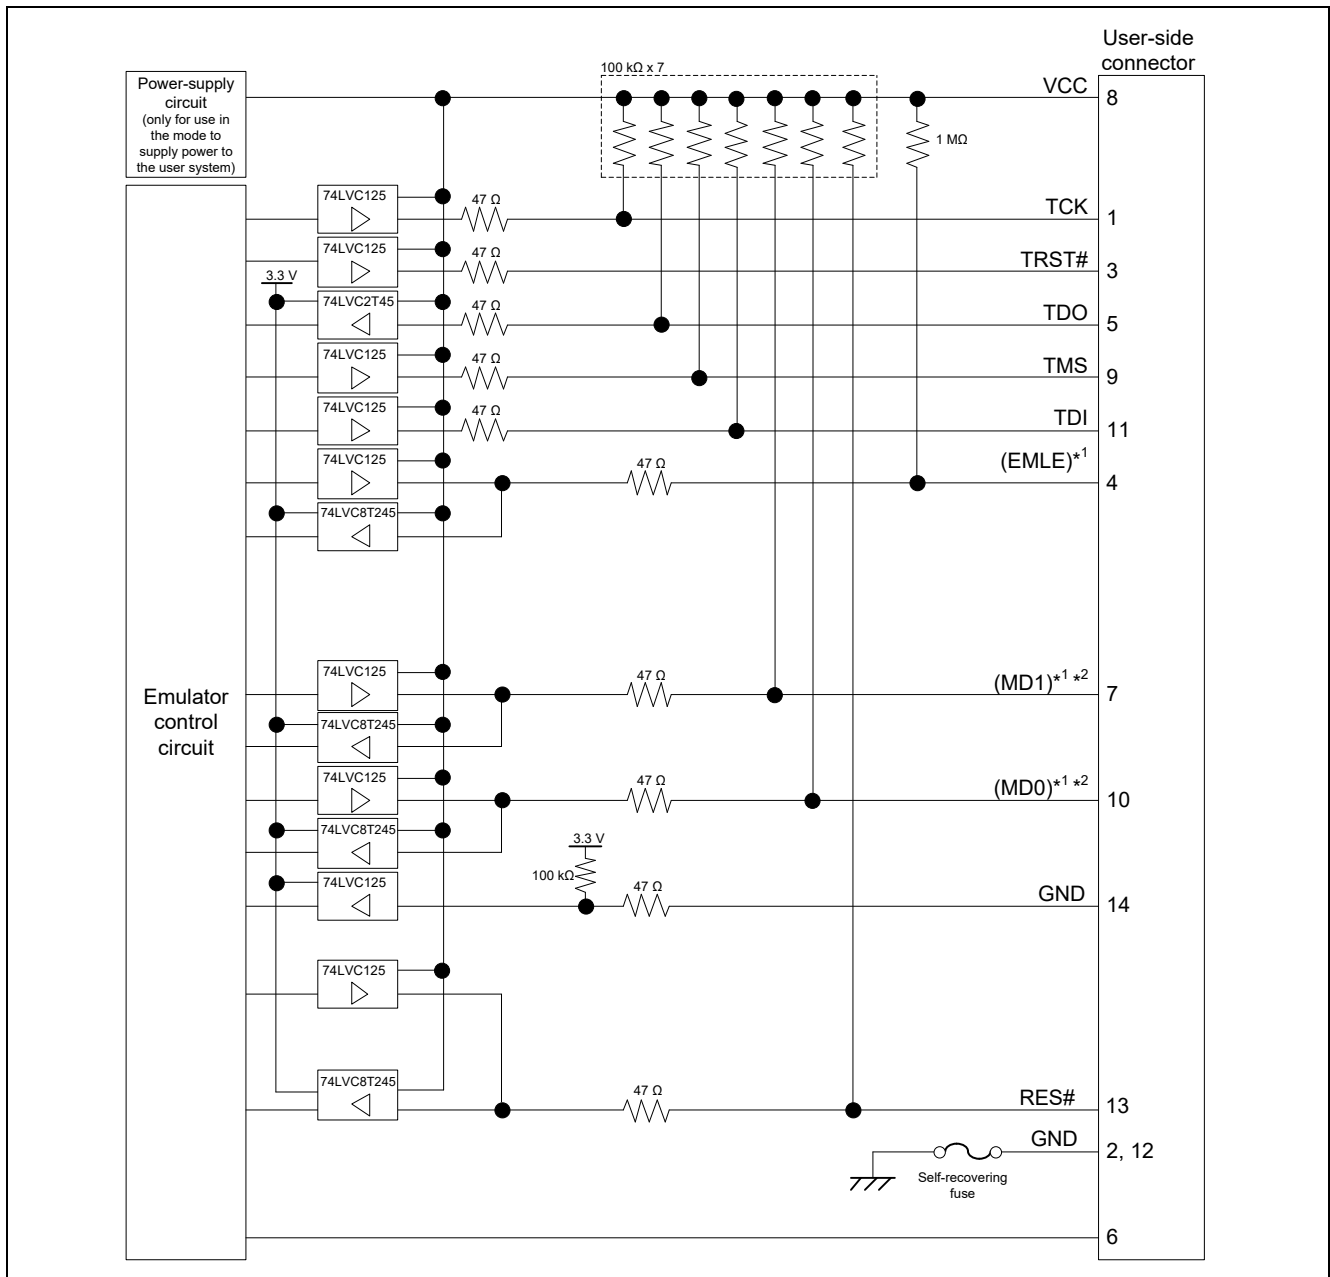 User-side
connector
Power-supply
circuit
(only for use in
the mode to
supply power to
the user system)
100 kΩ x 7
VCC
8
1 MΩ
74LVC125
47 Ω
TCK
1
74LVC125
47 Ω
TRST#
3
3.3 V
74LVC2T45
47 Ω
TDO
5
74LVC125
47 Ω
TMS
9
74LVC125
47 Ω
TDI
11
74LVC125
47 Ω
(EMLE)*1
4
74LVC8T245
Emulator
control
circuit
74LVC125
47 Ω
(MD1)*1 *2
7
74LVC8T245
74LVC125
47 Ω
(MD0)*1 *2
10
74LVC8T245
3.3 V
100 kΩ
74LVC125
47 Ω
GND
14
74LVC125
74LVC8T245
47 Ω
RES#
13
GND
2, 12
Self-recovering
fuse
6